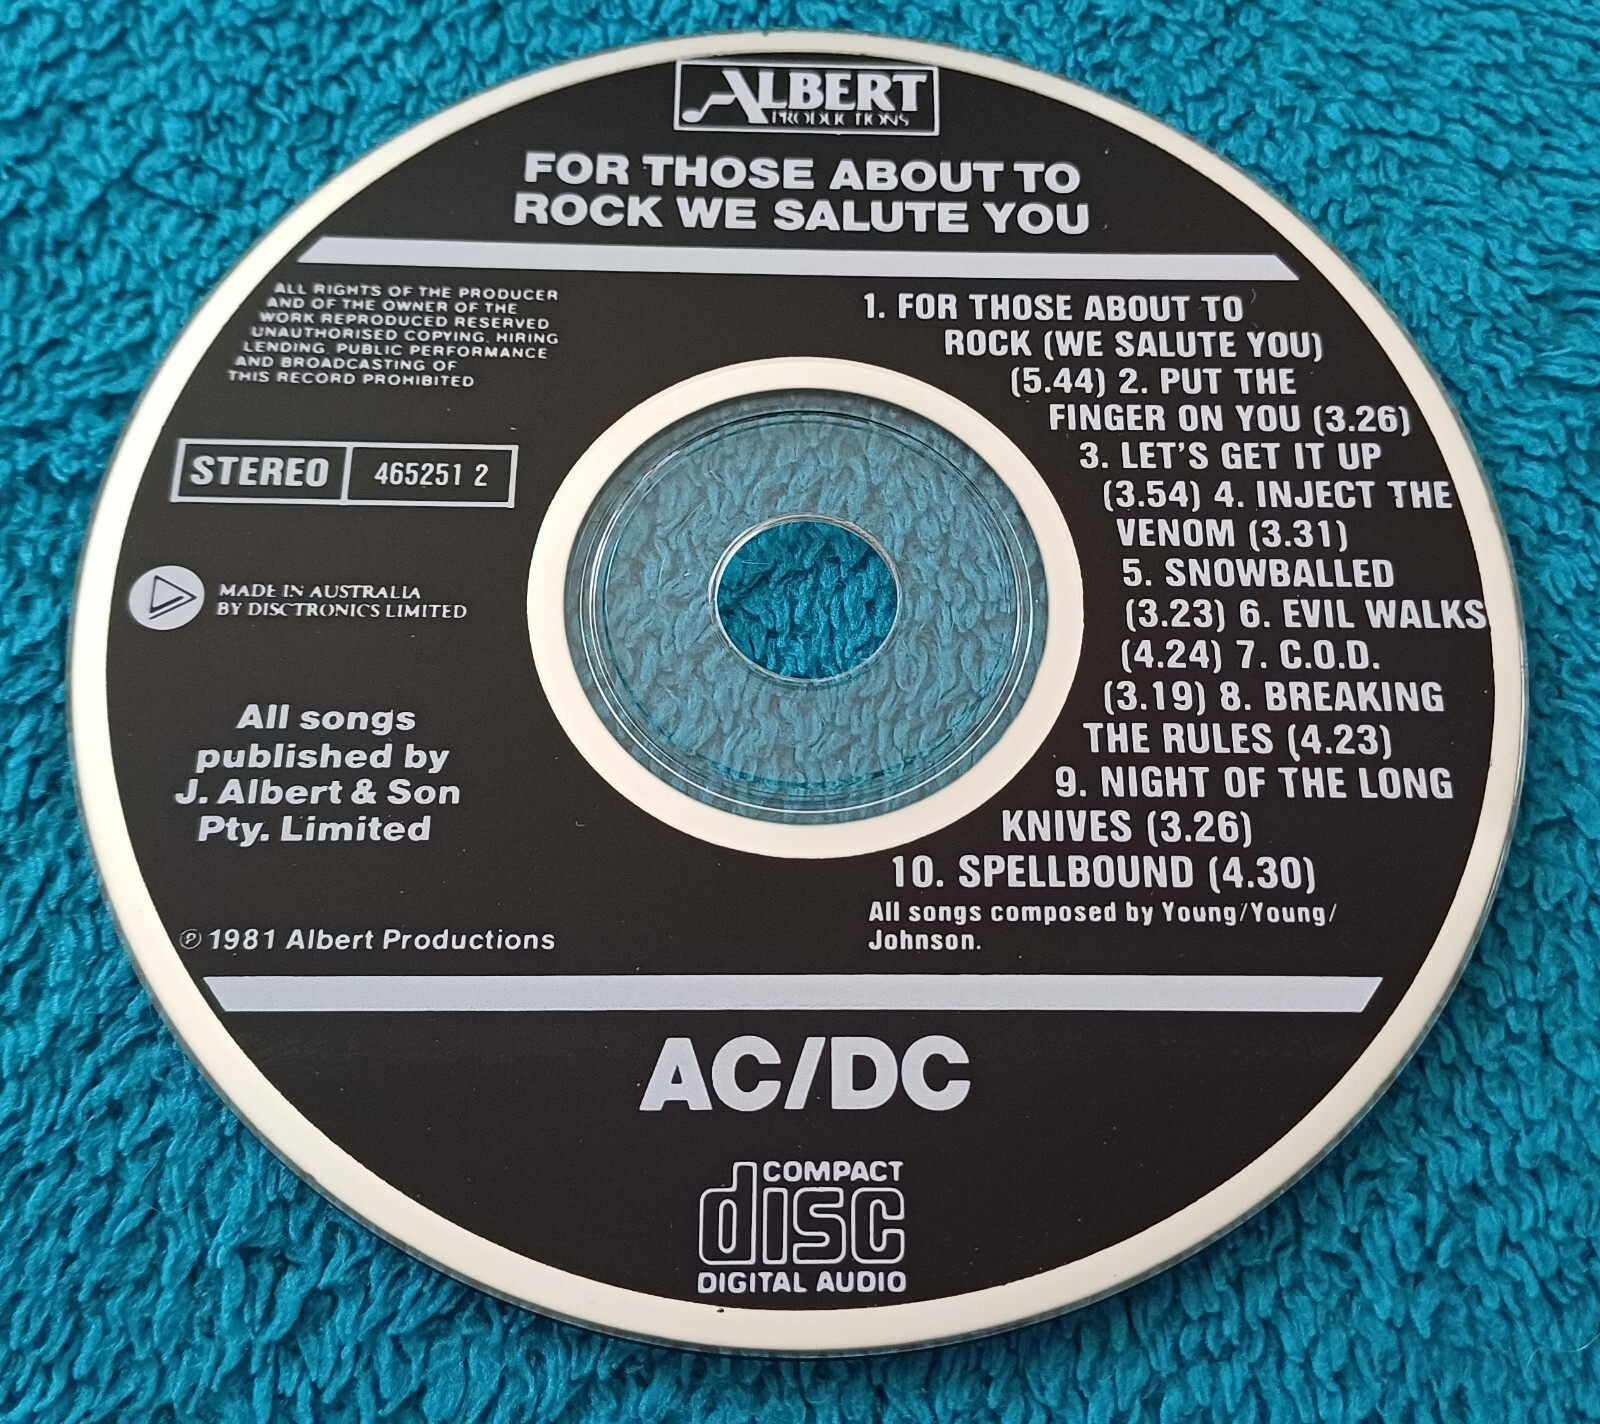 ALBERT
PRODUCTIONS
FOR THOSE ABOUT TO
ROCK WE SALUTE YOU
ALL RIGHTS OF THE PRODUCER
AND OF THE OWNER OF THE
WORK REPRODUCED RESERVED
UNAUTHORISED COPYING, HIRING
LENDING, PUBLIC PERFORMANCE
AND BROADCASTING OF
THIS RECORD PROHIBITED
STEREO 465251 2
MADE IN AUSTRALIA
BY DISCTRONICS LIMITED
All songs
published by
J. Albert & Son
Pty. Limited
℗ 1981 Albert Productions
1. FOR THOSE ABOUT TO
ROCK (WE SALUTE YOU)
(5.44) 2. PUT THE
FINGER ON YOU (3.26)
3. LET'S GET IT UP
(3.54) 4. INJECT THE
VENOM (3.31)
5. SNOWBALLED
(3.23) 6. EVIL WALKS
(4.24) 7. C.O.D.
(3.19) 8. BREAKING
THE RULES (4.23)
9. NIGHT OF THE LONG
KNIVES (3.26)
10. SPELLBOUND (4.30)
All songs composed by Young/Young/
Johnson.
AC/DC
COMPACT
disc
DIGITAL AUDIO